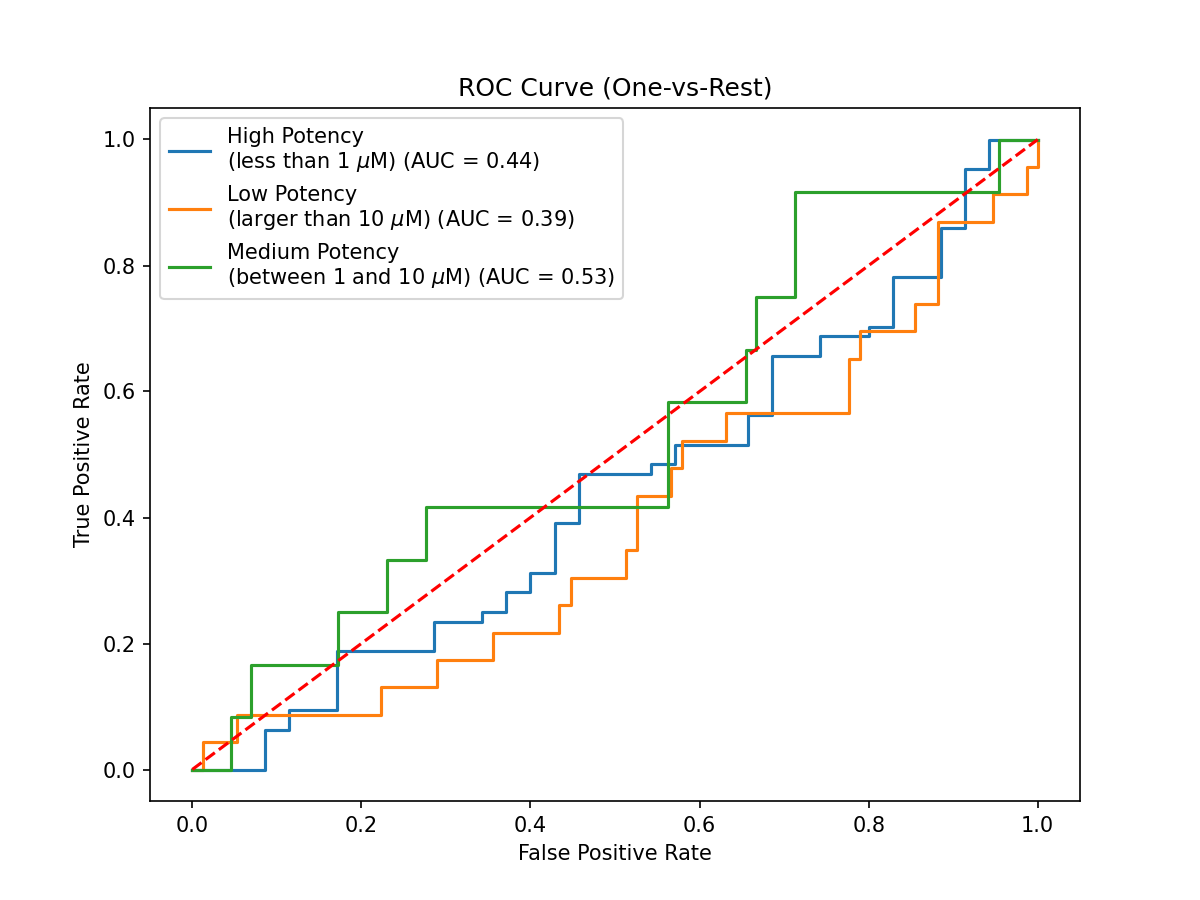 ROC Curve (One-vs-Rest)
High Potency
(less than 1 μM) (AUC = 0.44)
Low Potency
(larger than 10 μM) (AUC = 0.39)
Medium Potency
(between 1 and 10 μM) (AUC = 0.53)
1.0
0.8
0.6
0.4
0.2
0.0
True Positive Rate
0.0 0.2 0.4 0.6 0.8 1.0
False Positive Rate